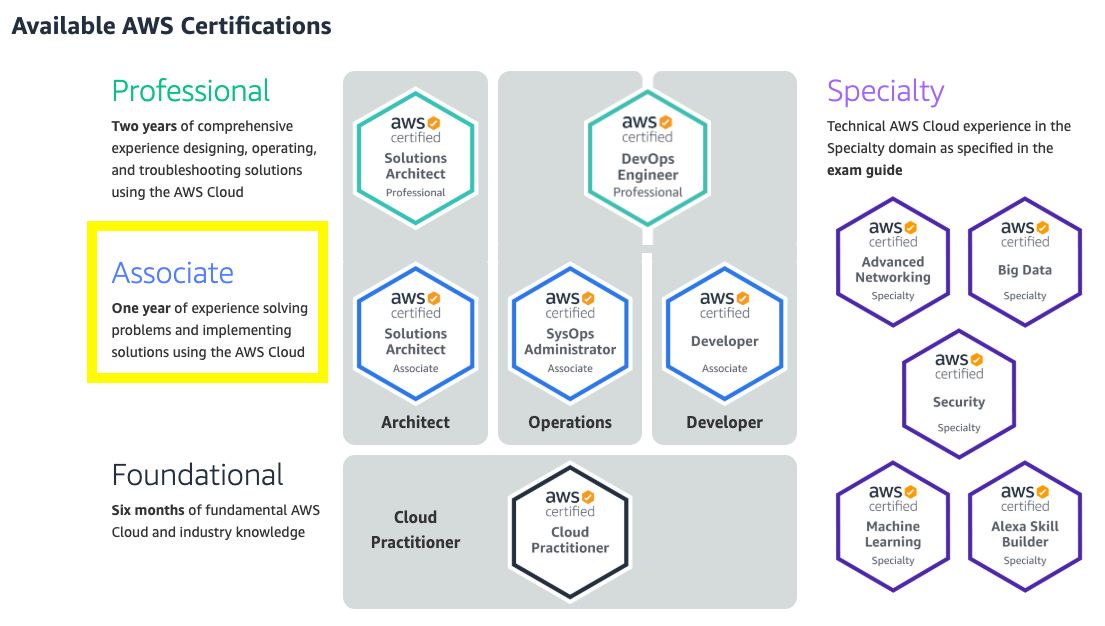 Available AWS Certifications
Professional
Two years of comprehensive
experience designing, operating,
and troubleshooting solutions
using the AWS Cloud
aws
certified
Solutions
Architect
Professional
aws
certified
DevOps
Engineer
Professional
Specialty
Technical AWS Cloud experience in the
Specialty domain as specified in the
exam guide
Associate
One year of experience solving
problems and implementing
solutions using the AWS Cloud
aws
certified
Solutions
Architect
Associate
Architect
aws
certified
SysOps
Administrator
Associate
Operations
aws
certified
Developer
Associate
Developer
aws
certified
Advanced
Networking
Specialty
aws
certified
Big Data
Specialty
aws
certified
Security
Specialty
aws
certified
Machine
Learning
Specialty
aws
certified
Alexa Skill
Builder
Specialty
Foundational
Six months of fundamental AWS
Cloud and industry knowledge
Cloud
Practitioner
aws
certified
Cloud
Practitioner